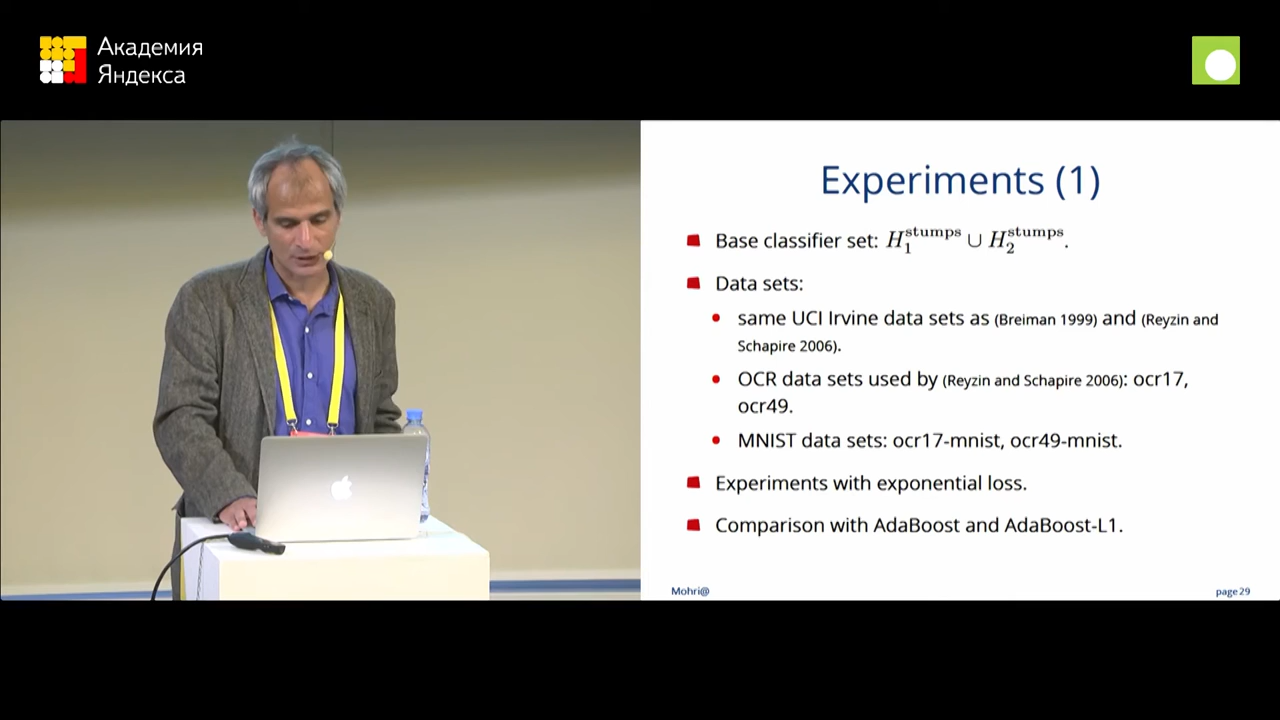 Академия
Яндекса
Experiments (1)
Base classifier set: H₁^stumps ∪ H₂^stumps.
Data sets:
same UCI Irvine data sets as (Breiman 1999) and (Reyzin and
Schapire 2006).
OCR data sets used by (Reyzin and Schapire 2006): ocr17,
ocr49.
MNIST data sets: ocr17-mnist, ocr49-mnist.
Experiments with exponential loss.
Comparison with AdaBoost and AdaBoost-L1.
Mohri@
page 29